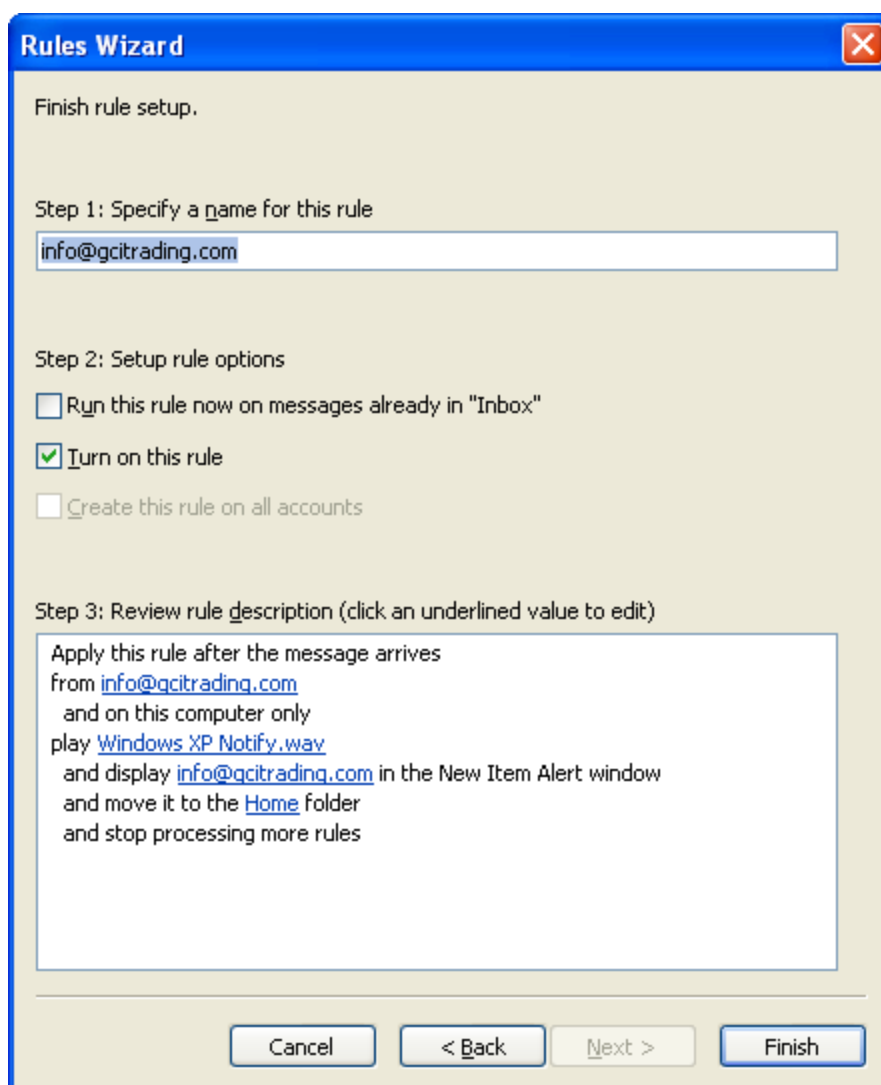 Rules Wizard
Finish rule setup.
Step 1: Specify a name for this rule
info@gcitrading.com
Step 2: Setup rule options
Run this rule now on messages already in "Inbox"
Turn on this rule
Create this rule on all accounts
Step 3: Review rule description (click an underlined value to edit)
Apply this rule after the message arrives
from info@gcitrading.com
and on this computer only
play Windows XP Notify.wav
and display info@gcitrading.com in the New Item Alert window
and move it to the Home folder
and stop processing more rules
Cancel < Back Next > Finish